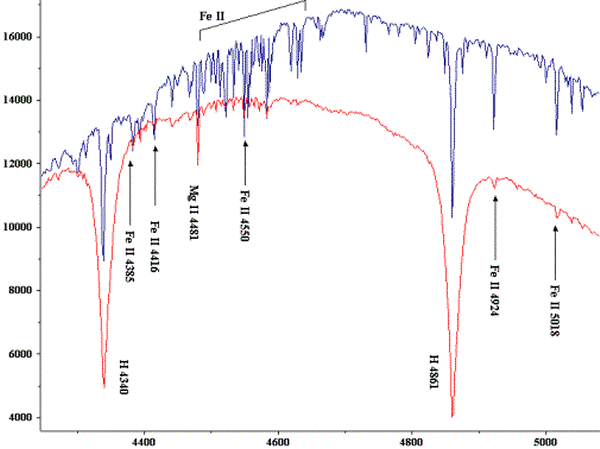 Fe II
16000
14000
12000
10000
8000
6000
4000
Fe II 4385
Fe II 4416
Mg II 4481
Fe II 4550
Fe II 4924
Fe II 5018
H 4340
H 4861
4400
4600
4800
5000